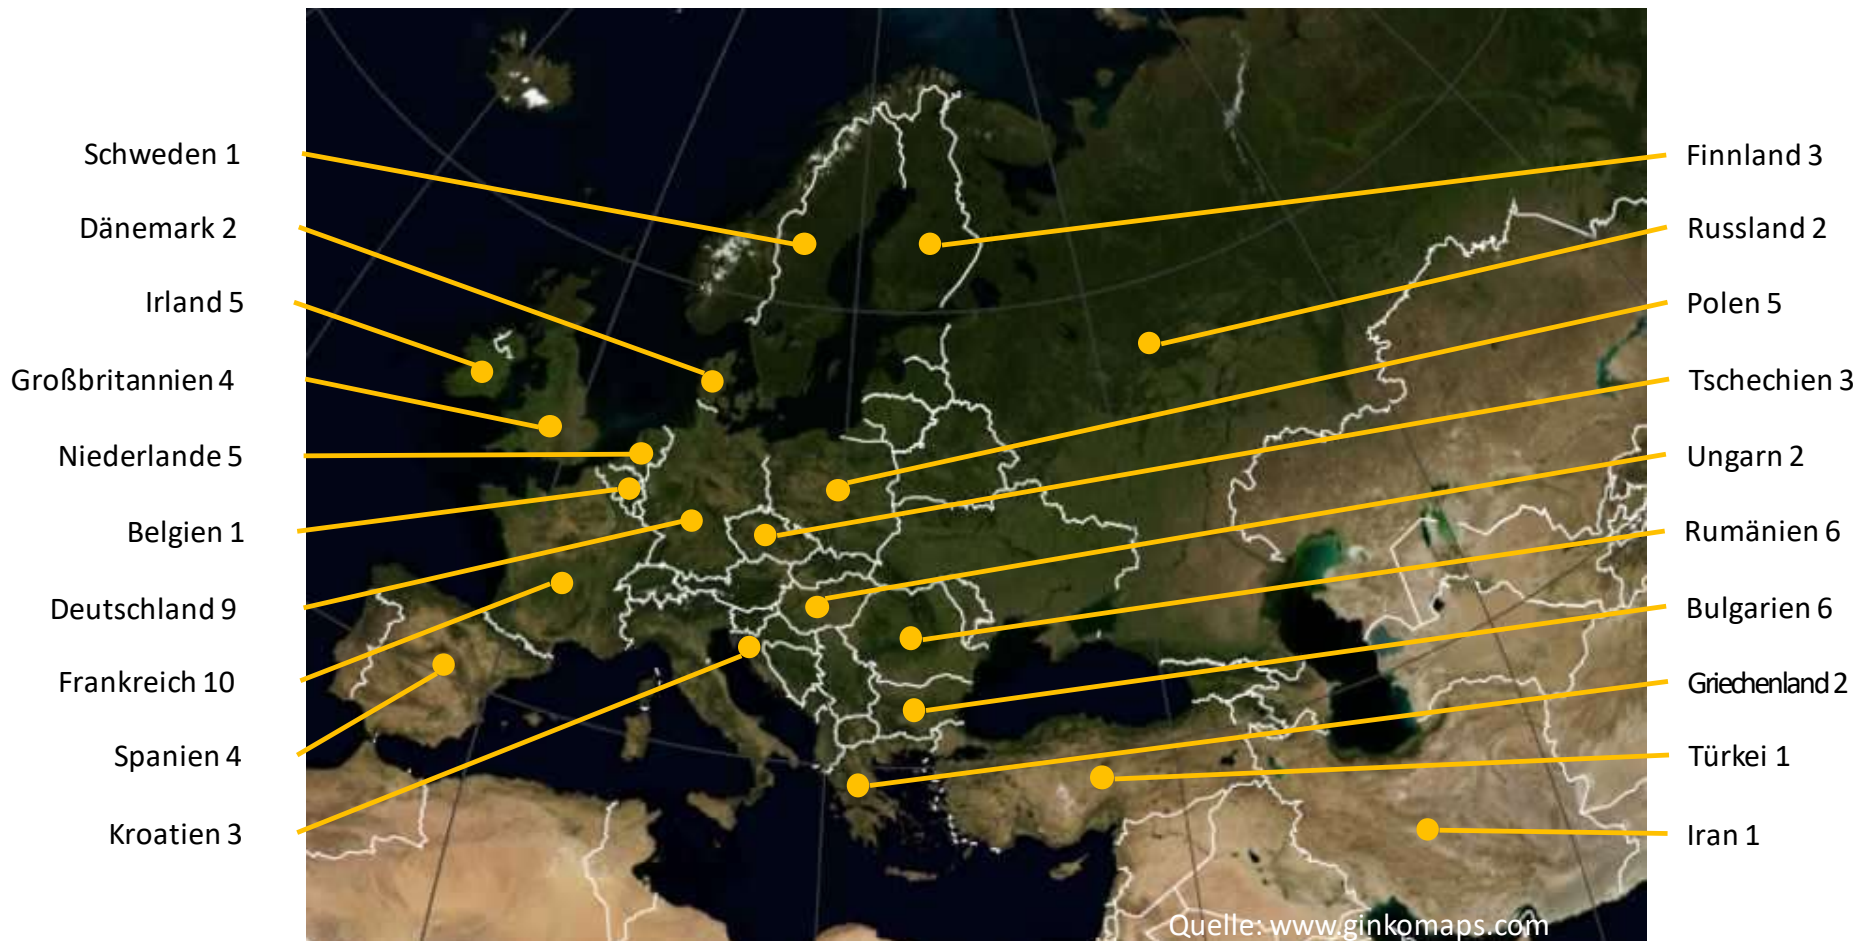 Schweden 1
Dänemark 2
Irland 5
Großbritannien 4
Niederlande 5
Belgien 1
Deutschland 9
Frankreich 10
Spanien 4
Kroatien 3
Finnland 3
Russland 2
Polen 5
Tschechien 3
Ungarn 2
Rumänien 6
Bulgarien 6
Griechenland 2
Türkei 1
Iran 1
Quelle: www.ginkomaps.com